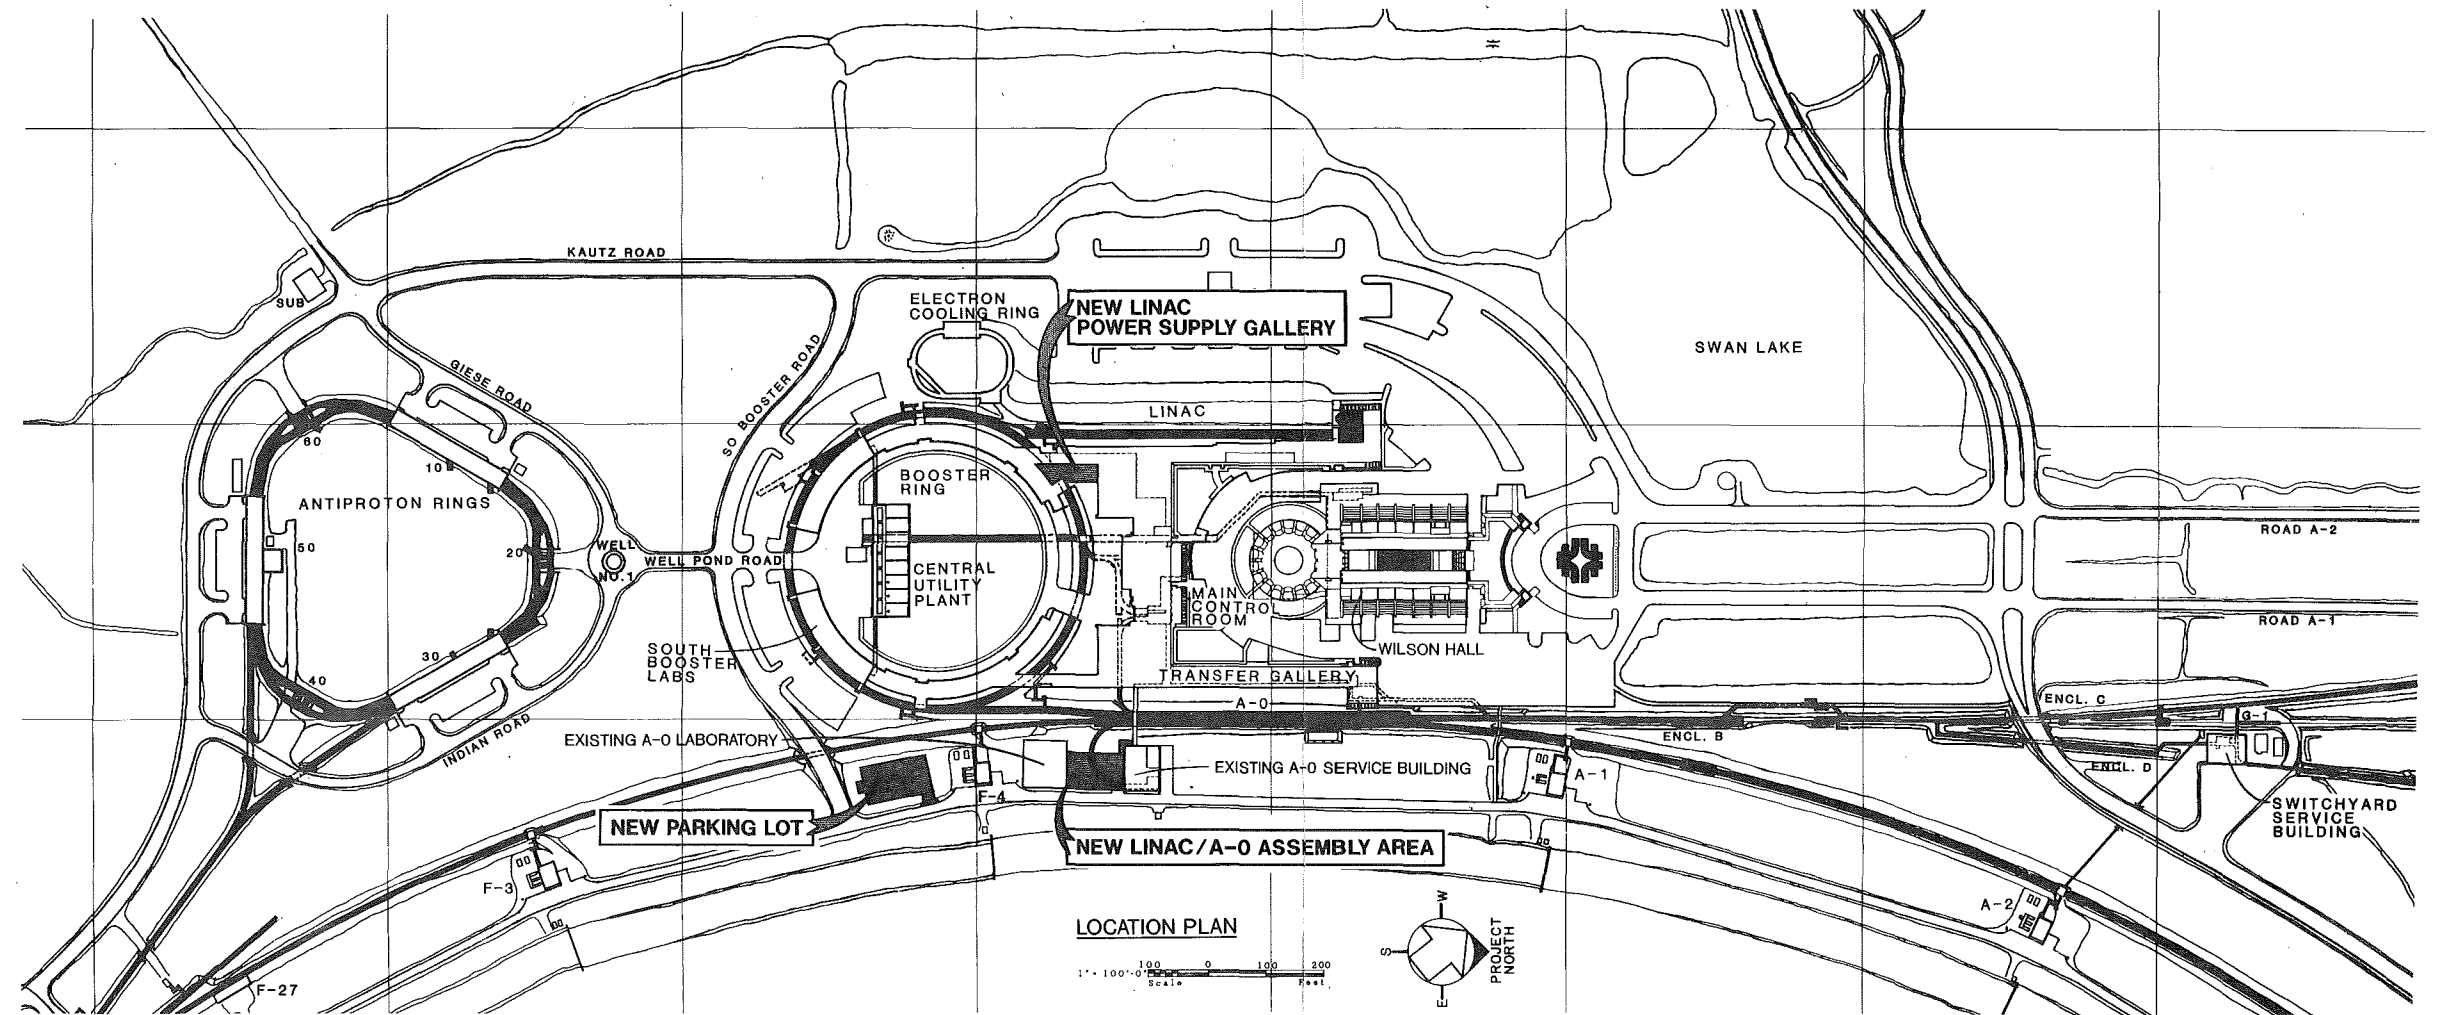 KAUTZ ROAD
SUB
ELECTRON
COOLING RING
NEW LINAC
POWER SUPPLY GALLERY
SWAN LAKE
GIESE ROAD
SO BOOSTER ROAD
LINAC
60
10
BOOSTER
RING
ANTIPROTON RINGS
ROAD A-2
50
20
WELL
NO.1
WELL POND ROAD
CENTRAL
UTILITY
PLANT
MAIN
CONTROL
ROOM
ROAD A-1
30
SOUTH
BOOSTER
LABS
WILSON HALL
40
TRANSFER GALLERY
A-0
ENCL. C
G-1
INDIAN ROAD
EXISTING A-0 LABORATORY
ENCL. B
EXISTING A-0 SERVICE BUILDING
A-1
ENCL. D
F-4
SWITCHYARD
SERVICE
BUILDING
NEW PARKING LOT
NEW LINAC/A-0 ASSEMBLY AREA
F-3
A-2
LOCATION PLAN
W
S
E
PROJECT
NORTH
100 0 100 200
1" = 100'-0"
Scale Feet
F-27